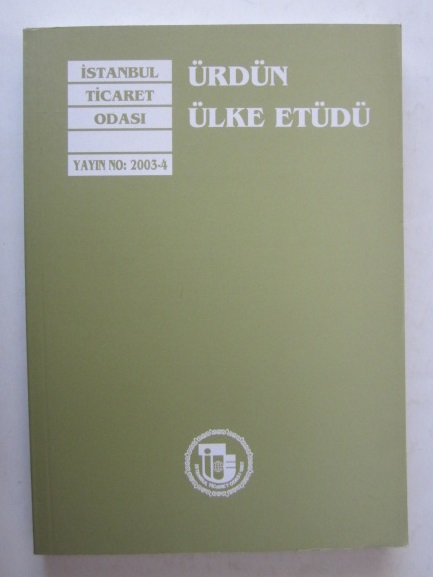 İSTANBUL
TİCARET
ODASI
YAYIN NO: 2003-4
ÜRDÜN
ÜLKE ETÜDÜ